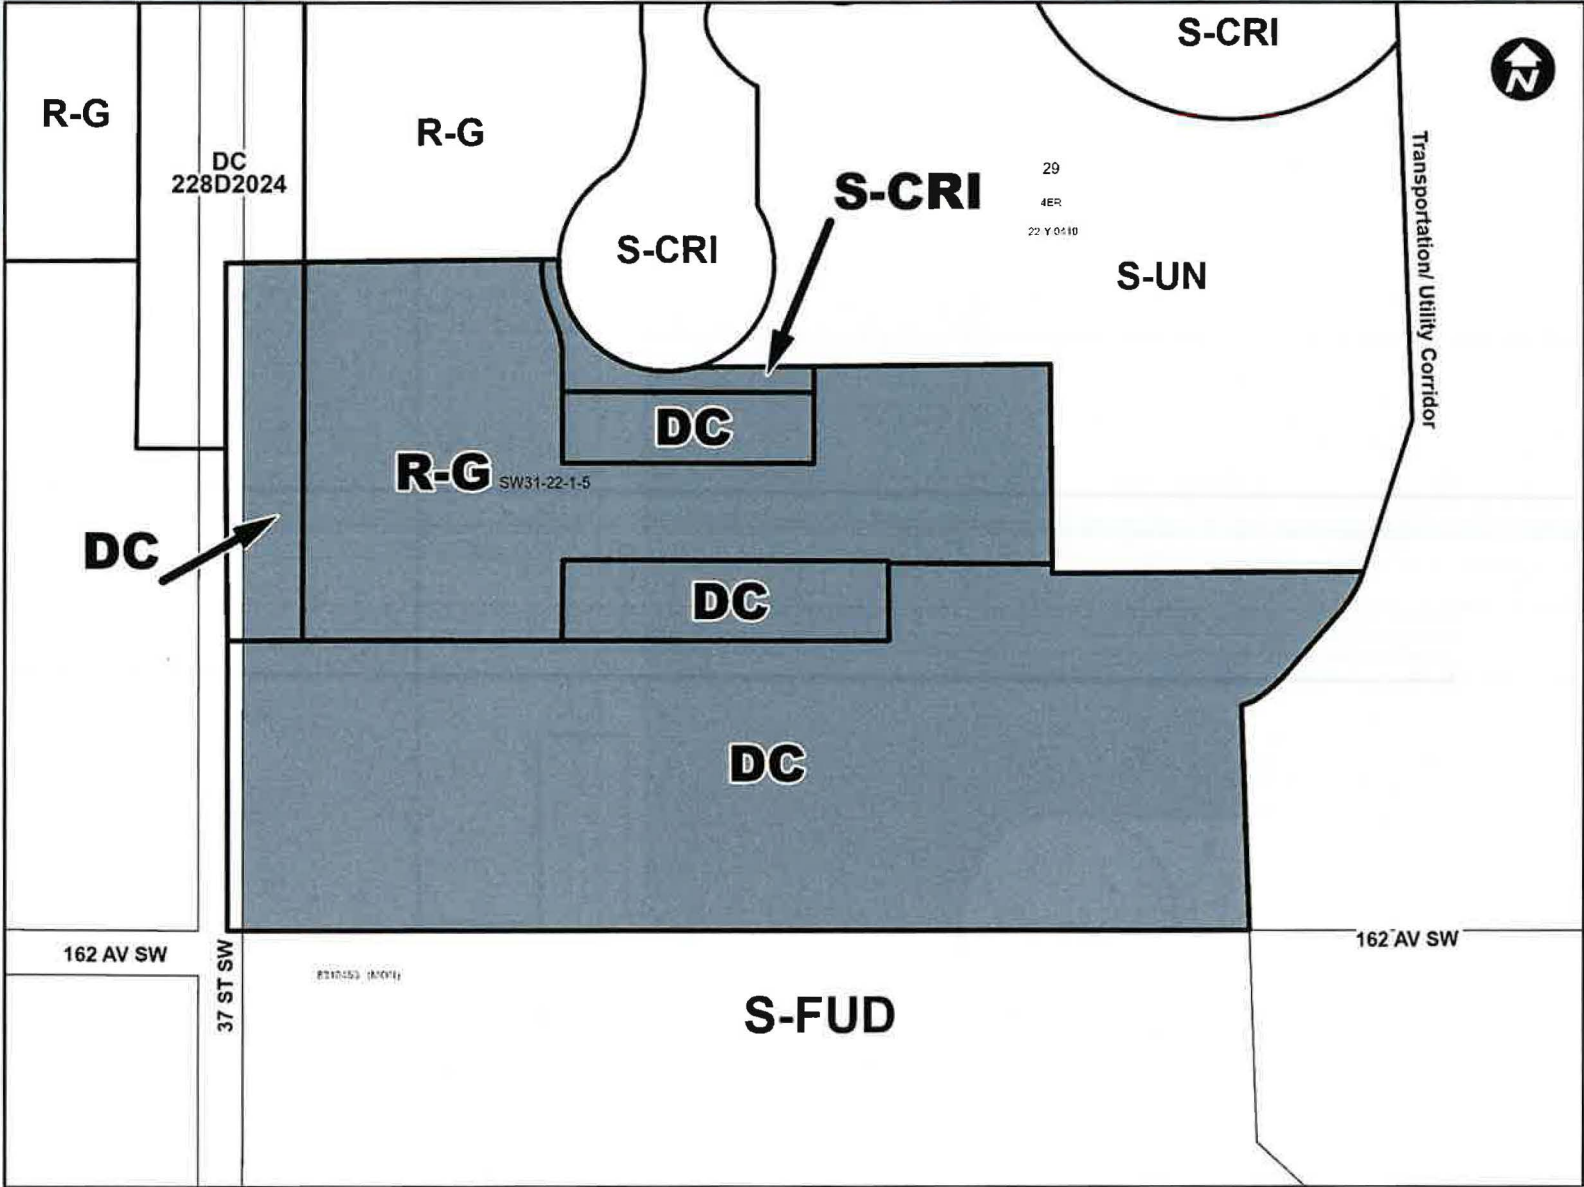 S-CRI
N
R-G
R-G
DC
228D2024
29
4ER
S-CRI
S-CRI
S-UN
Transportation/ Utility Corridor
DC
R-G
SW31-22-1-5
DC
DC
DC
162 AV SW
162 AV SW
37 ST SW
S-FUD